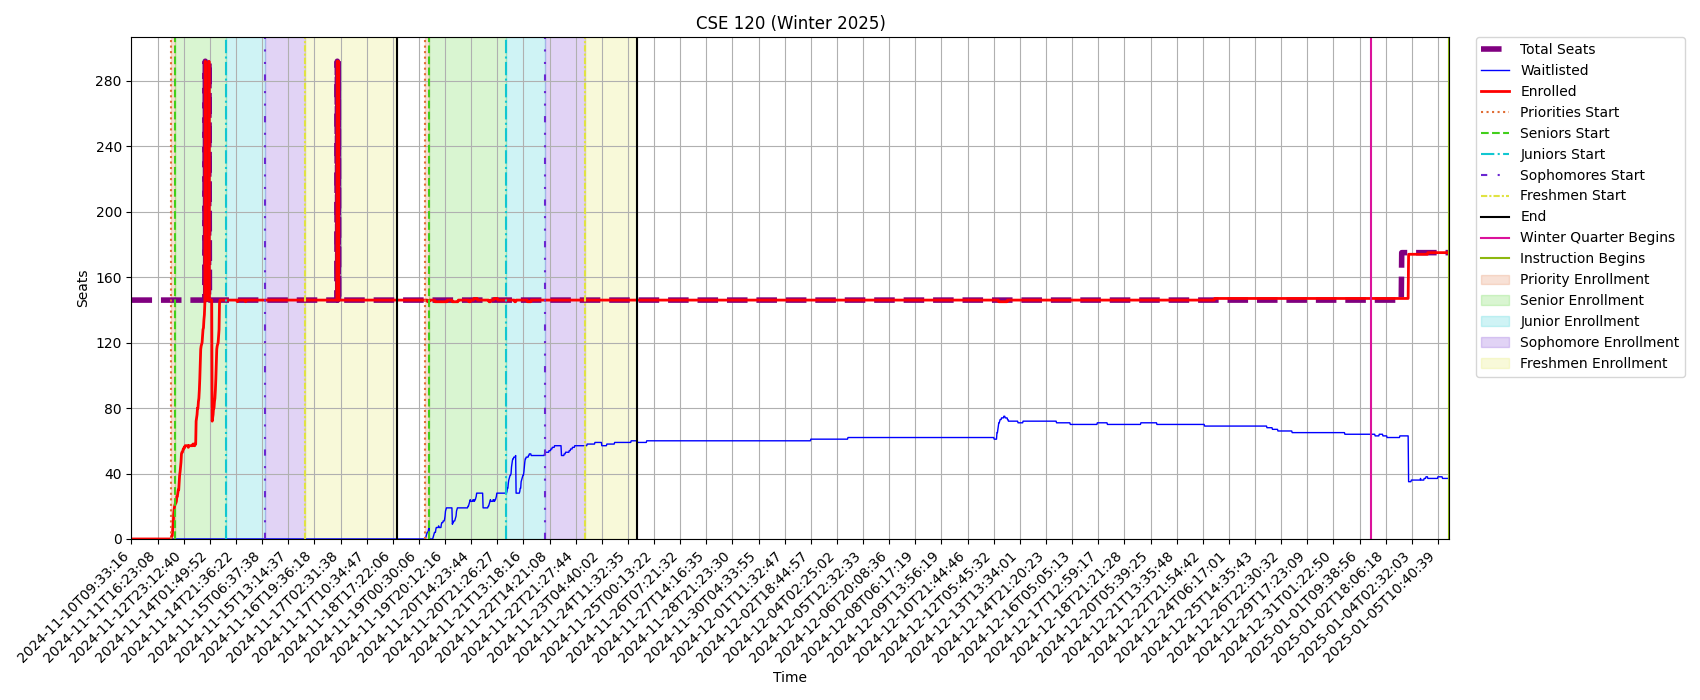 CSE 120 (Winter 2025)
Seats
280
240
200
160
120
80
40
0
2024-11-10T09:33:16
2024-11-11T16:23:08
2024-11-12T23:12:40
2024-11-14T01:49:52
2024-11-14T21:36:22
2024-11-15T06:37:38
2024-11-15T13:14:37
2024-11-16T19:36:18
2024-11-17T02:31:38
2024-11-17T10:34:47
2024-11-18T17:22:06
2024-11-19T00:30:06
2024-11-20T10:12:16
2024-11-20T14:23:44
2024-11-20T21:26:27
2024-11-21T13:18:16
2024-11-22T14:21:08
2024-11-22T21:27:44
2024-11-23T04:40:02
2024-11-24T11:32:35
2024-11-25T00:13:22
2024-11-26T07:21:32
2024-11-27T14:16:35
2024-11-28T21:23:30
2024-11-30T04:33:55
2024-12-01T11:32:47
2024-12-02T18:44:57
2024-12-04T02:25:02
2024-12-05T12:32:33
2024-12-06T20:08:36
2024-12-08T06:17:19
2024-12-09T13:56:19
2024-12-10T21:44:46
2024-12-12T05:45:32
2024-12-13T13:34:01
2024-12-14T21:20:23
2024-12-16T05:05:13
2024-12-17T12:59:17
2024-12-18T21:21:28
2024-12-20T05:39:25
2024-12-21T13:35:48
2024-12-22T21:54:42
2024-12-24T06:17:01
2024-12-25T14:35:43
2024-12-26T22:30:32
2024-12-29T17:23:09
2024-12-31T01:22:50
2025-01-01T09:38:56
2025-01-02T18:06:18
2025-01-04T02:32:03
2025-01-05T10:40:39
Time
Total Seats
Waitlisted
Enrolled
Priorities Start
Seniors Start
Juniors Start
Sophomores Start
Freshmen Start
End
Winter Quarter Begins
Instruction Begins
Priority Enrollment
Senior Enrollment
Junior Enrollment
Sophomore Enrollment
Freshmen Enrollment